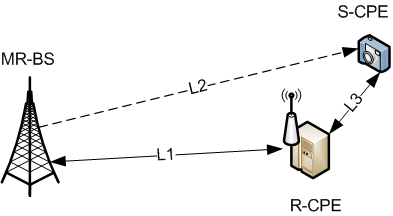 S-CPE
MR-BS
L2
L3
L1
R-CPE